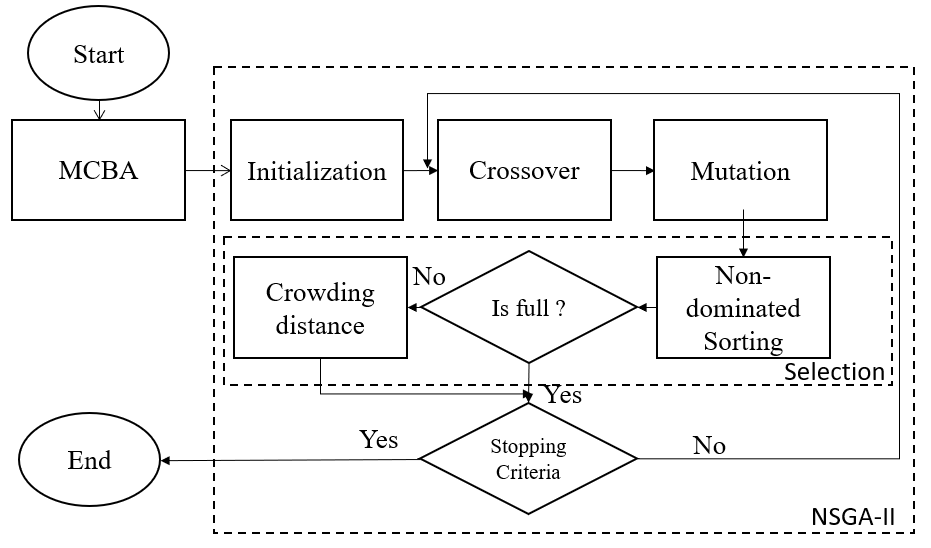 Start
MCBA
Initialization
Crossover
Mutation
Crowding
distance
No
Is full ?
Non-
dominated
Sorting
Selection
Yes
End
Yes
Stopping
Criteria
No
NSGA-II